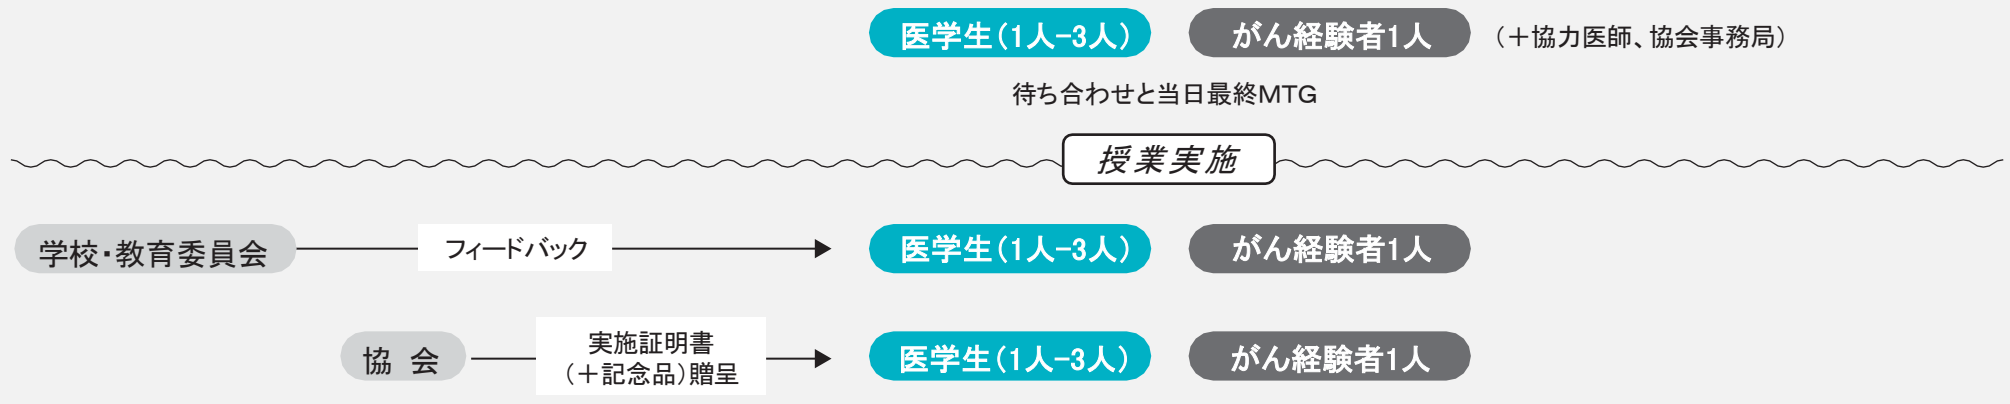 医学生（1人-3人） がん経験者1人 （＋協力医師、協会事務局）
待ち合わせと当日最終MTG
授業実施
学校・教育委員会 フィードバック 医学生（1人-3人） がん経験者1人
協 会 実施証明書
（＋記念品）贈呈 医学生（1人-3人） がん経験者1人